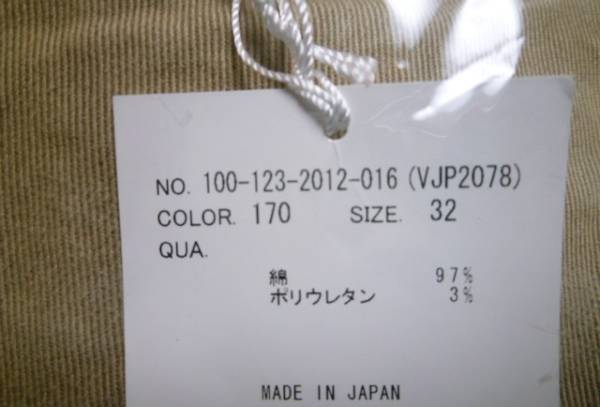 NO. 100-123-2012-016 (VJP2078)
COLOR. 170 SIZE. 32
QUA.
綿 97%
ポリウレタン 3%
MADE IN JAPAN